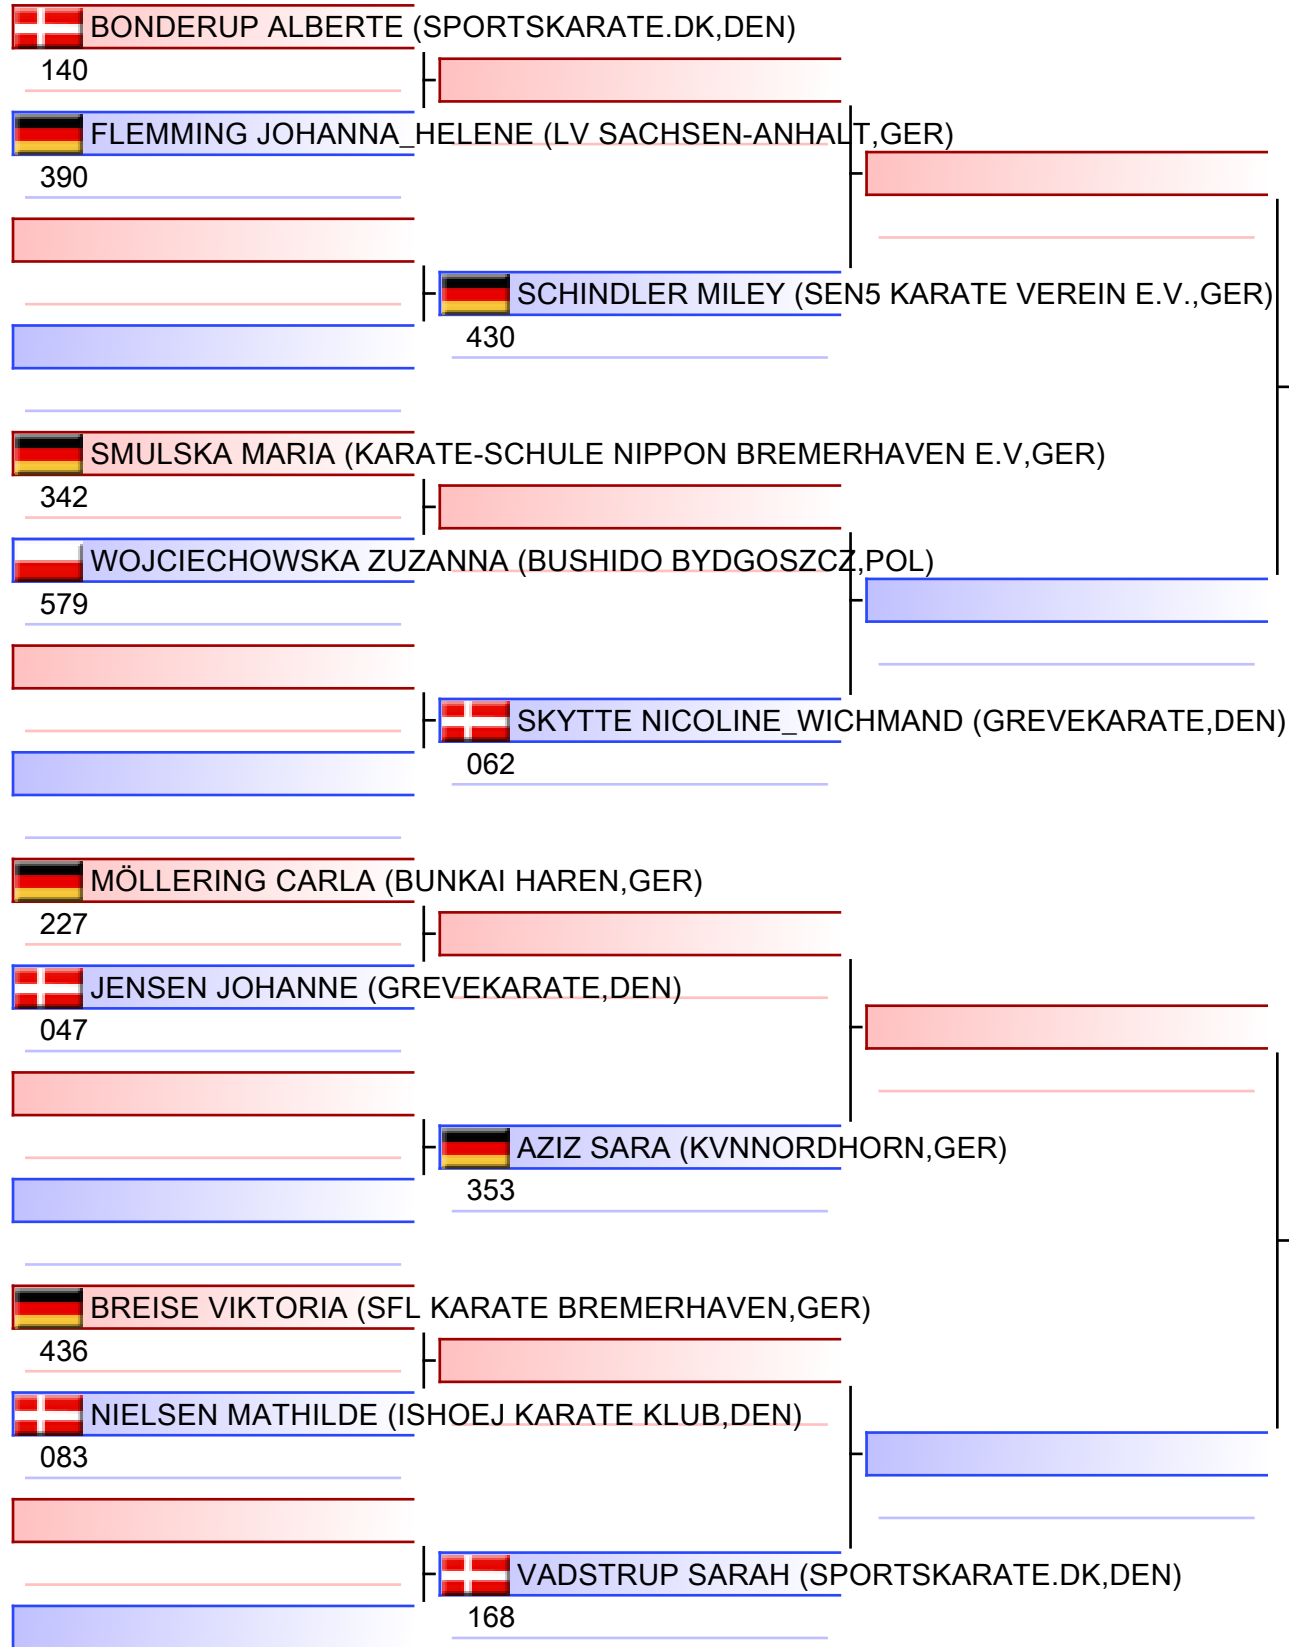 BONDERUP ALBERTE (SPORTSKARATE.DK,DEN)
140
FLEMMING JOHANNA_HELENE (LV SACHSEN-ANHALT,GER)
390
SCHINDLER MILEY (SEN5 KARATE VEREIN E.V.,GER)
430
SMULSKA MARIA (KARATE-SCHULE NIPPON BREMERHAVEN E.V,GER)
342
WOJCIECHOWSKA ZUZANNA (BUSHIDO BYDGOSZCZ,POL)
579
SKYTTE NICOLINE_WICHMAND (GREVEKARATE,DEN)
062
MÖLLERING CARLA (BUNKAI HAREN,GER)
227
JENSEN JOHANNE (GREVEKARATE,DEN)
047
AZIZ SARA (KVNNORDHORN,GER)
353
BREISE VIKTORIA (SFL KARATE BREMERHAVEN,GER)
436
NIELSEN MATHILDE (ISHOEJ KARATE KLUB,DEN)
083
VADSTRUP SARAH (SPORTSKARATE.DK,DEN)
168